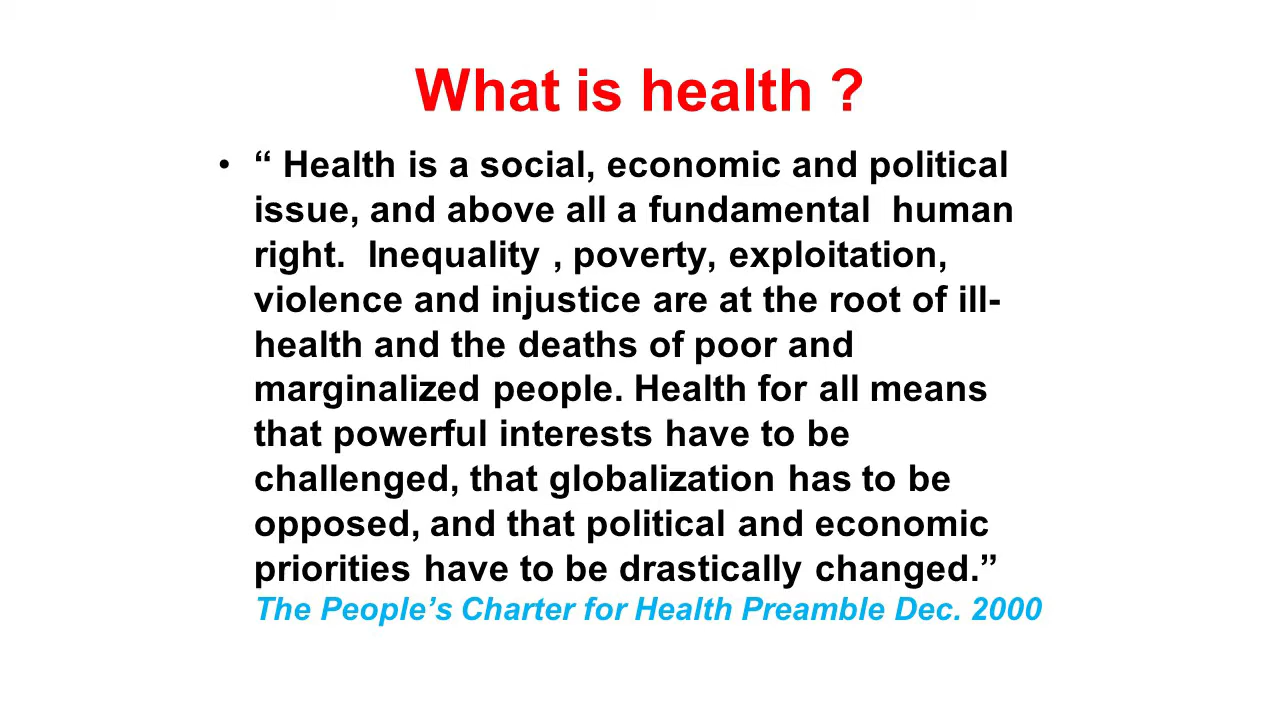 What is health ?
• “ Health is a social, economic and political
issue, and above all a fundamental  human
right.  Inequality , poverty, exploitation,
violence and injustice are at the root of ill-
health and the deaths of poor and
marginalized people. Health for all means
that powerful interests have to be
challenged, that globalization has to be
opposed, and that political and economic
priorities have to be drastically changed.”
The People’s Charter for Health Preamble Dec. 2000